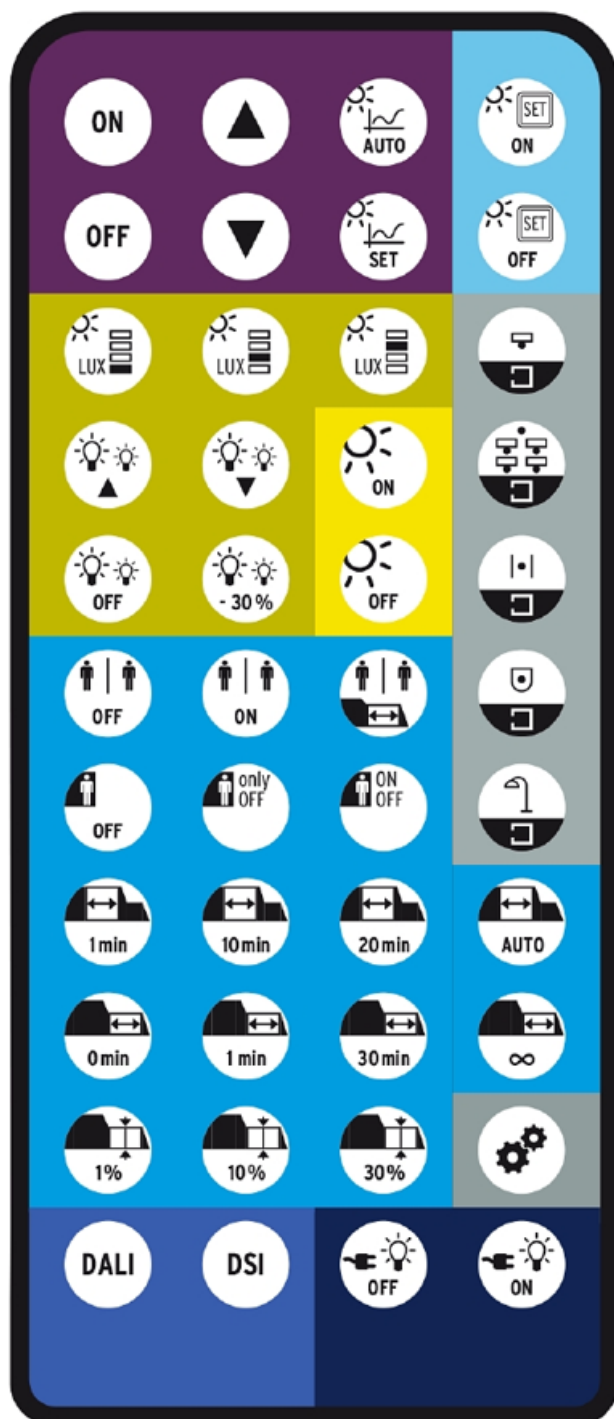 ON
AUTO
SET
ON
OFF
SET
SET
OFF
LUX
LUX
LUX
ON
OFF
- 30 %
OFF
OFF
ON
OFF
only
OFF
ON
OFF
1 min
10 min
20 min
AUTO
0 min
1 min
30 min
∞
1%
10%
30%
DALI
DSI
OFF
ON